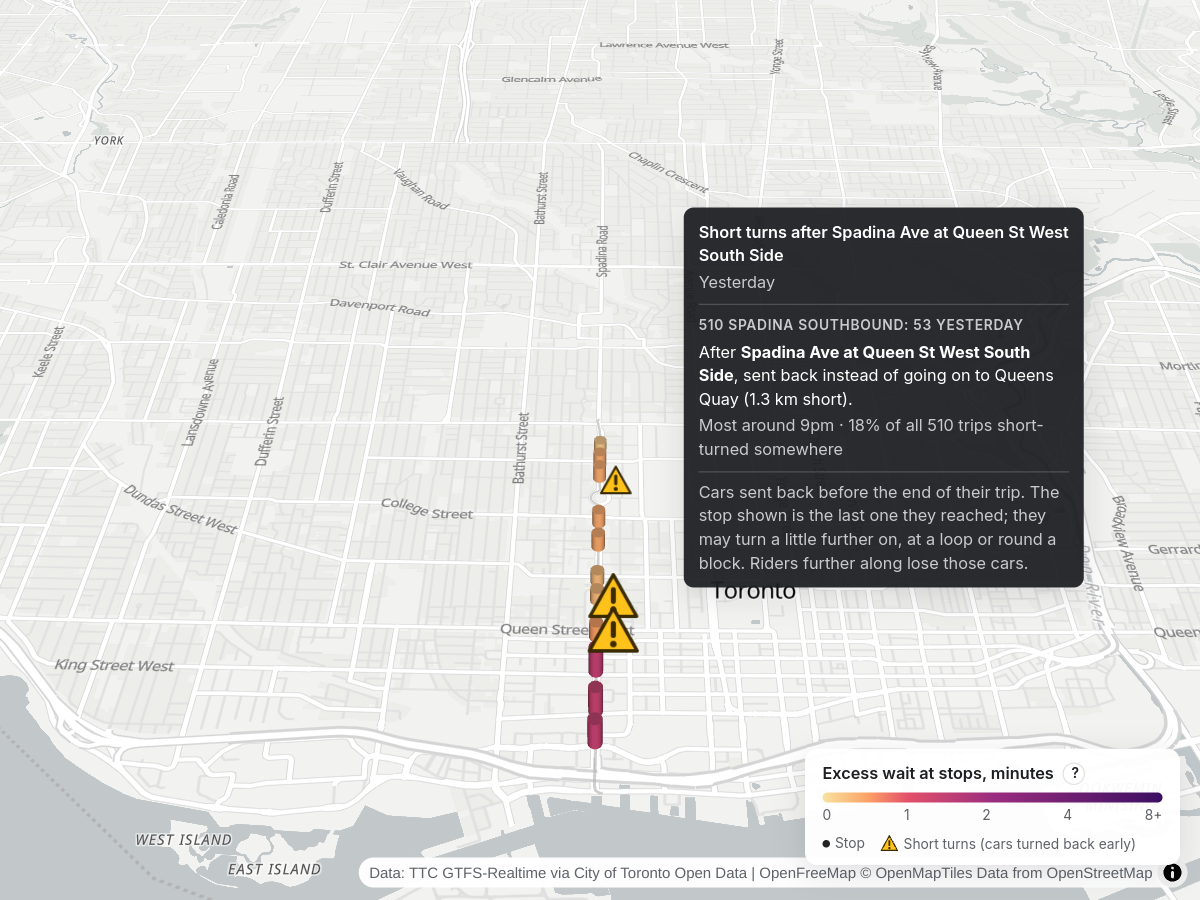 Lawrence Avenue West
Yonge Street
Glencairn Avenue
Leslie Street
YORK
Chaplin Crescent
Vaughan Road
Dufferin Street
Caledonia Road
Bathurst Street
Spadina Road
St. Clair Avenue West
Davenport Road
Keele Street
Lansdowne Avenue
Dufferin Street
Bathurst Street
Dundas Street West
College Street
Short turns after Spadina Ave at Queen St West
South Side
Yesterday
510 SPADINA SOUTHBOUND: 53 YESTERDAY
After Spadina Ave at Queen St West South
Side, sent back instead of going on to Queens
Quay (1.3 km short).
Most around 9pm · 18% of all 510 trips short-
turned somewhere
Cars sent back before the end of their trip. The
stop shown is the last one they reached; they
may turn a little further on, at a loop or round a
block. Riders further along lose those cars.
Broadview Avenue
Gerrard
Don River
Toronto
Queen Street
Queen
King Street West
WEST ISLAND
EAST ISLAND
Excess wait at stops, minutes ?
0 1 2 4 8+
Stop Short turns (cars turned back early)
Data: TTC GTFS-Realtime via City of Toronto Open Data | OpenFreeMap © OpenMapTiles Data from OpenStreetMap